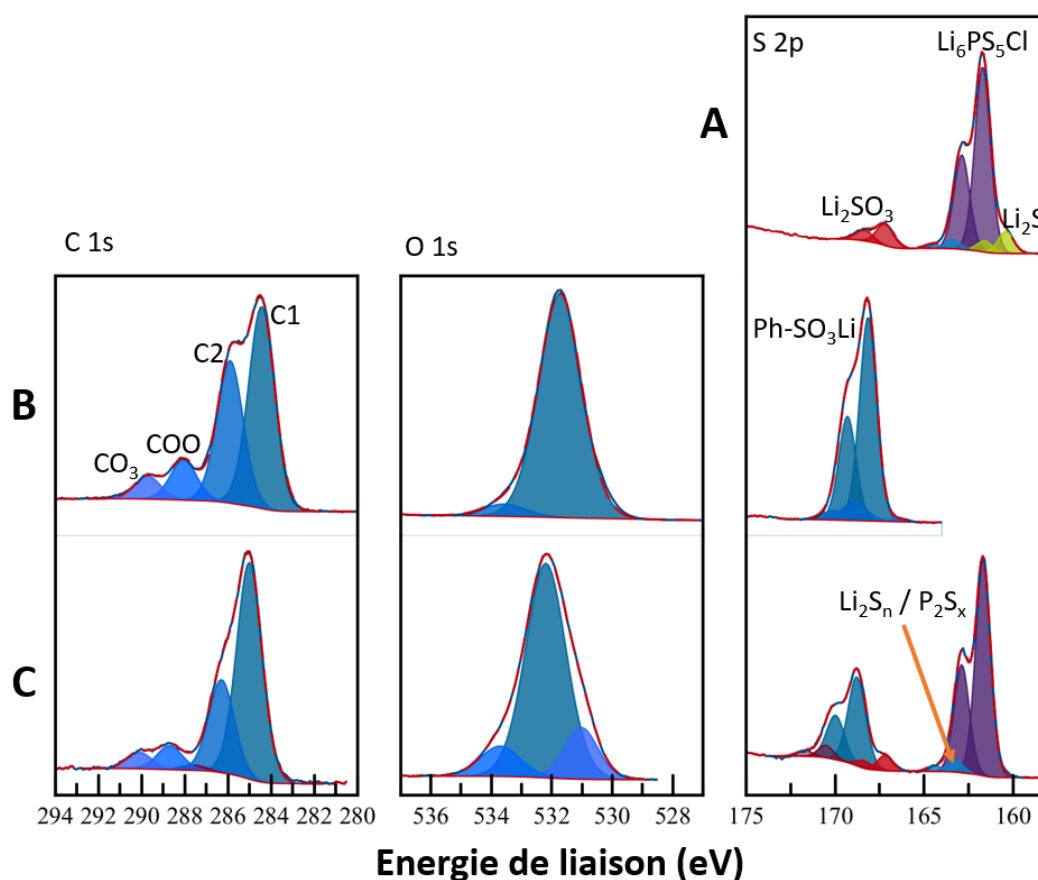 S 2p
Li₆PS₅Cl
A
Li₂SO₃
Li₂S
C 1s
O 1s
B
C1
C2
COO
CO₃
Ph-SO₃Li
C
Li₂Sₙ / P₂Sₓ
294 292 290 288 286 284 282 280
536 534 532 530 528
175 170 165 160
Energie de liaison (eV)